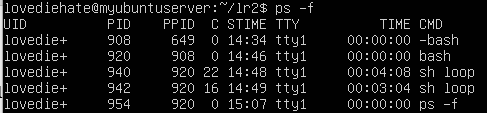 lovediehate@myubuntuserver:~/lr2$ ps -f
UID          PID    PPID  C STIME TTY          TIME CMD
lovedie+     908     649  0 14:34 tty1     00:00:00 -bash
lovedie+     920     908  0 14:46 tty1     00:00:00 bash
lovedie+     940     920 22 14:48 tty1     00:04:08 sh loop
lovedie+     942     920 16 14:49 tty1     00:03:04 sh loop
lovedie+     954     920  0 15:07 tty1     00:00:00 ps -f